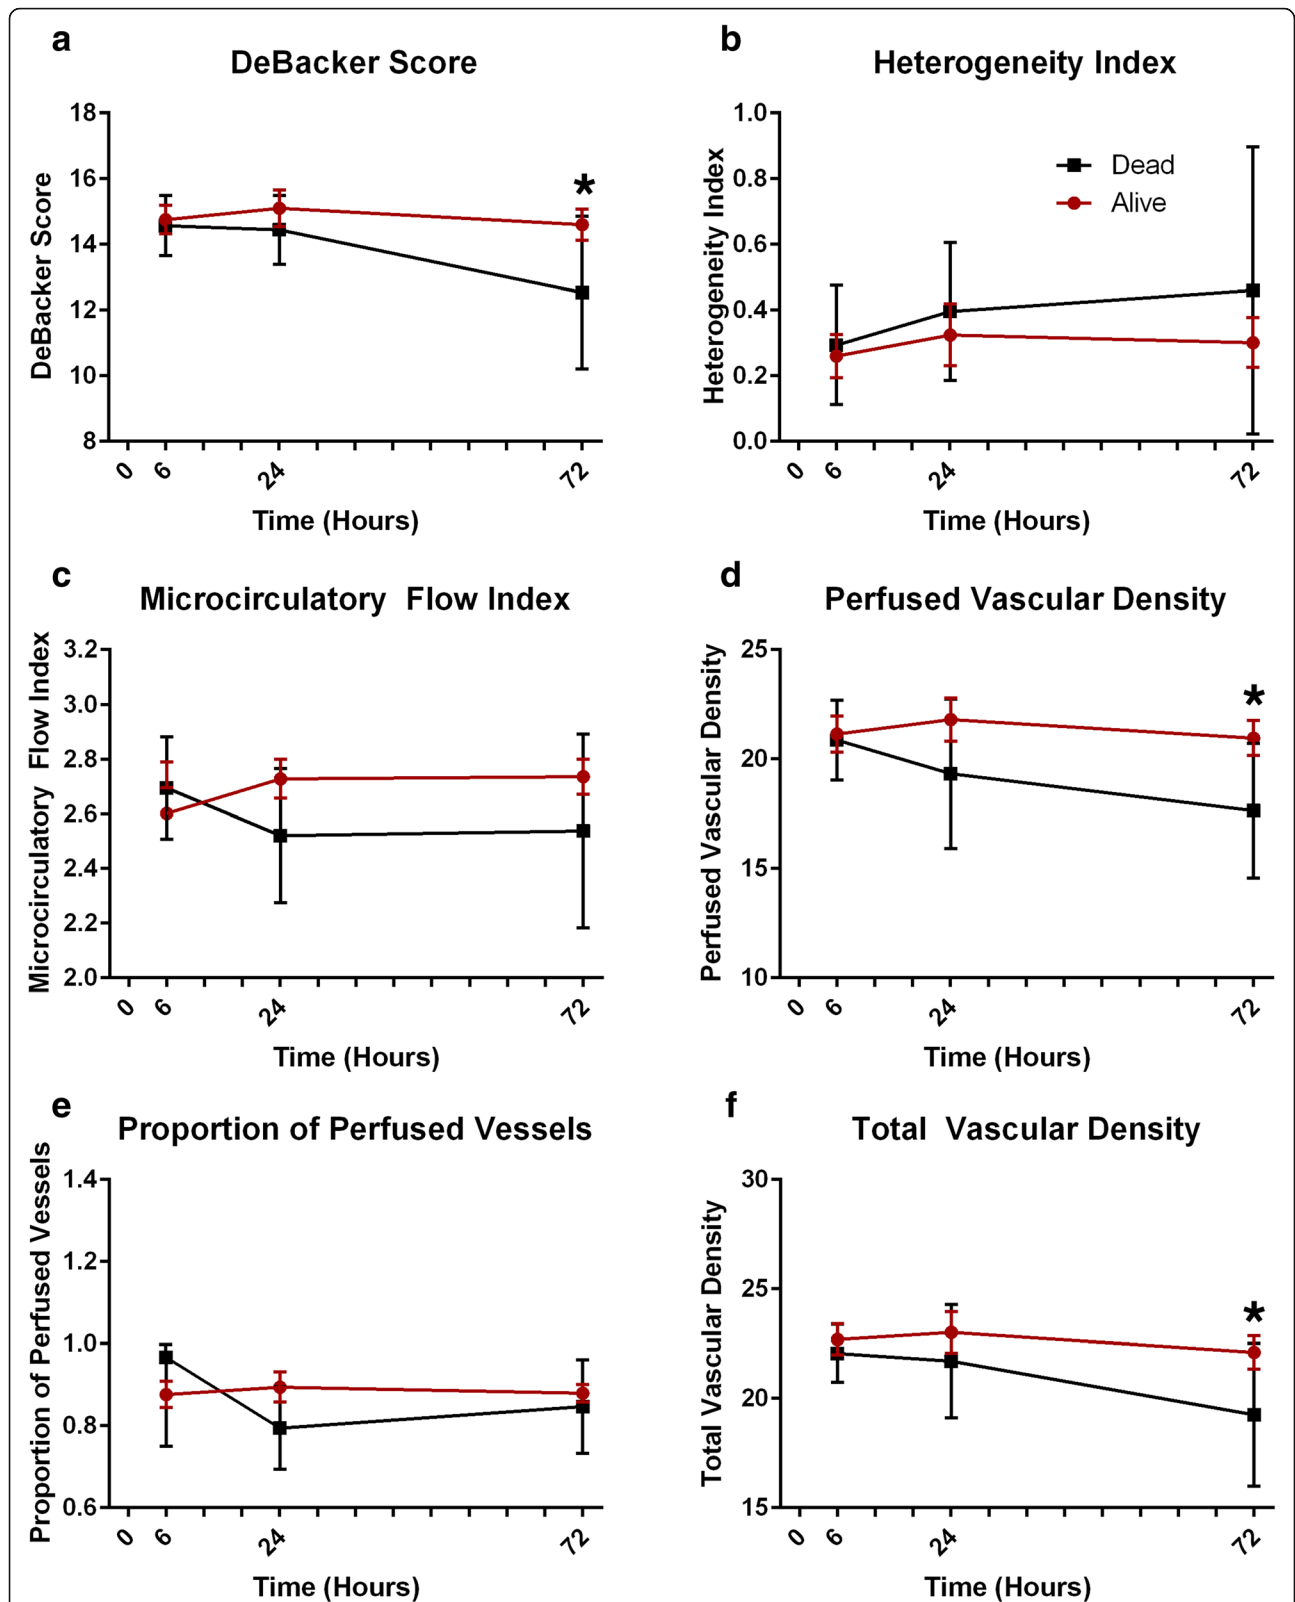 a
DeBacker Score
DeBacker Score
18
16
14
12
10
8
*
0
6
24
72
Time (Hours)
b
Heterogeneity Index
Heterogeneity Index
1.0
0.8
0.6
0.4
0.2
0.0
Dead
Alive
0
6
24
72
Time (Hours)
c
Microcirculatory Flow Index
Microcirculatory Flow Index
3.2
3.0
2.8
2.6
2.4
2.2
2.0
0
6
24
72
Time (Hours)
d
Perfused Vascular Density
Perfused Vascular Density
25
20
15
10
*
0
6
24
72
Time (Hours)
e
Proportion of Perfused Vessels
Proportion of Perfused Vessels
1.4
1.2
1.0
0.8
0.6
0
6
24
72
Time (Hours)
f
Total Vascular Density
Total Vascular Density
30
25
20
15
*
0
6
24
72
Time (Hours)